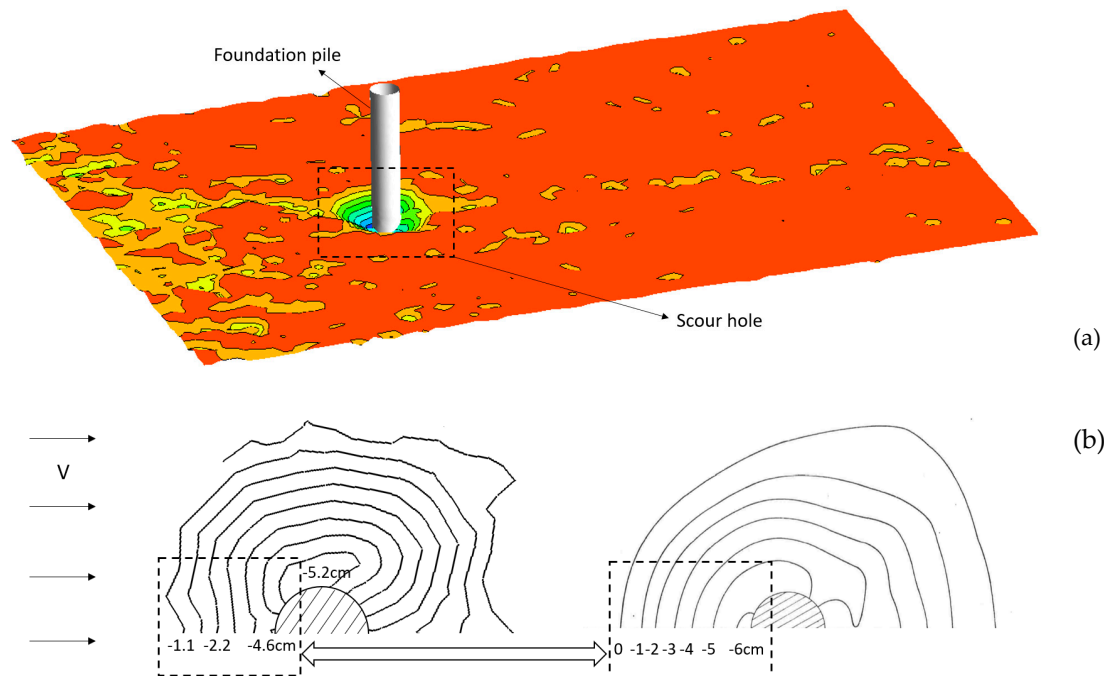 Foundation pile
Scour hole
(a)
(b)
V
-5.2cm
-1.1 -2.2 -4.6cm
0 -1 -2 -3 -4 -5 -6cm